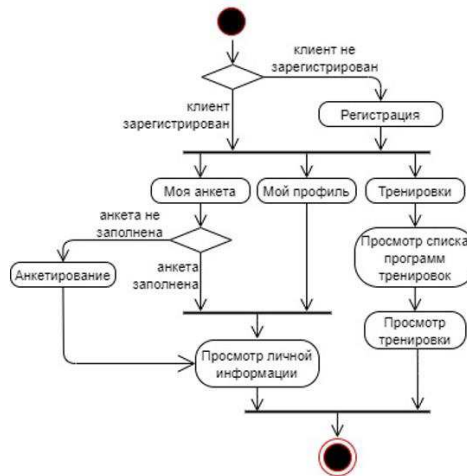 клиент не
зарегистрирован
клиент
зарегистрирован
Регистрация
Моя анкета
Мой профиль
Тренировки
анкета не
заполнена
Анкетирование
анкета
заполнена
Просмотр списка
программ
тренировок
Просмотр
тренировки
Просмотр личной
информации